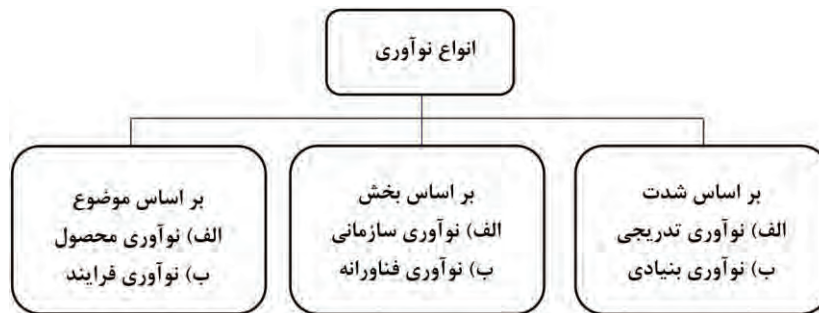 انواع نوآوری
بر اساس شدت
الف) نوآوری تدریجی
ب) نوآوری بنیادی
بر اساس بخش
الف) نوآوری سازمانی
ب) نوآوری فناورانه
بر اساس موضوع
الف) نوآوری محصول
ب) نوآوری فرایند